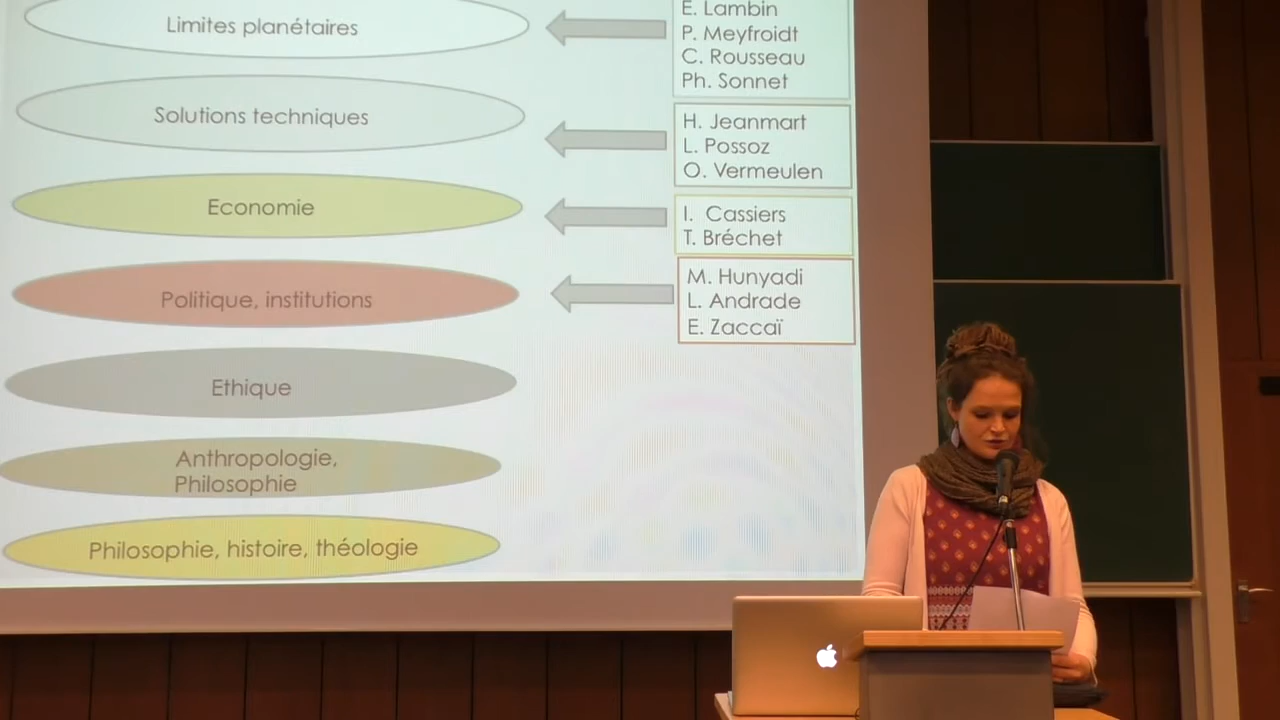 Limites planétaires
E. Lambin
P. Meyfroidt
C. Rousseau
Ph. Sonnet
Solutions techniques
H. Jeanmart
L. Possoz
O. Vermeulen
Economie
I. Cassiers
T. Bréchet
Politique, institutions
M. Hunyadi
L. Andrade
E. Zaccaï
Ethique
Anthropologie,
Philosophie
Philosophie, histoire, théologie